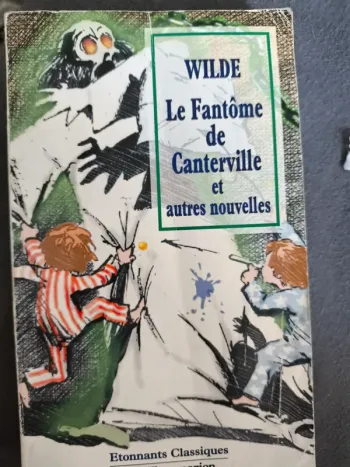 WILDE
Le Fantôme
de
Canterville
et
autres nouvelles
Etonnants Classiques